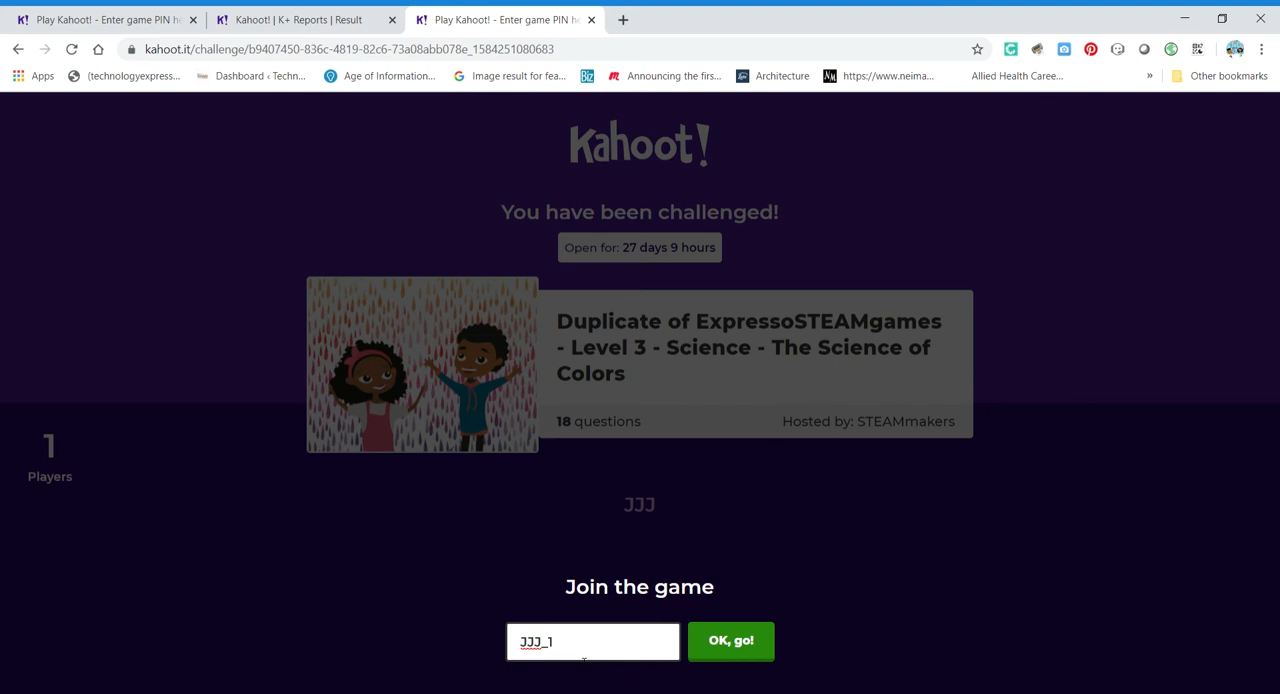 K! Play Kahoot! - Enter game PIN he
K! Kahoot! | K+ Reports | Result
K! Play Kahoot! - Enter game PIN he
kahoot.it/challenge/b9407450-836c-4819-82c6-73a08abb078e_1584251080683
Apps (technologyexpress... Dashboard ‹ Techn... Age of Information... Image result for fea... Biz Announcing the firs... Architecture NM https://www.neima... Allied Health Caree... » Other bookmarks
Kahoot!
You have been challenged!
Open for: 27 days 9 hours
Duplicate of ExpressoSTEAMgames
- Level 3 - Science - The Science of
Colors
18 questions Hosted by: STEAMmakers
1
Players
JJJ
Join the game
JJJ_1 OK, go!